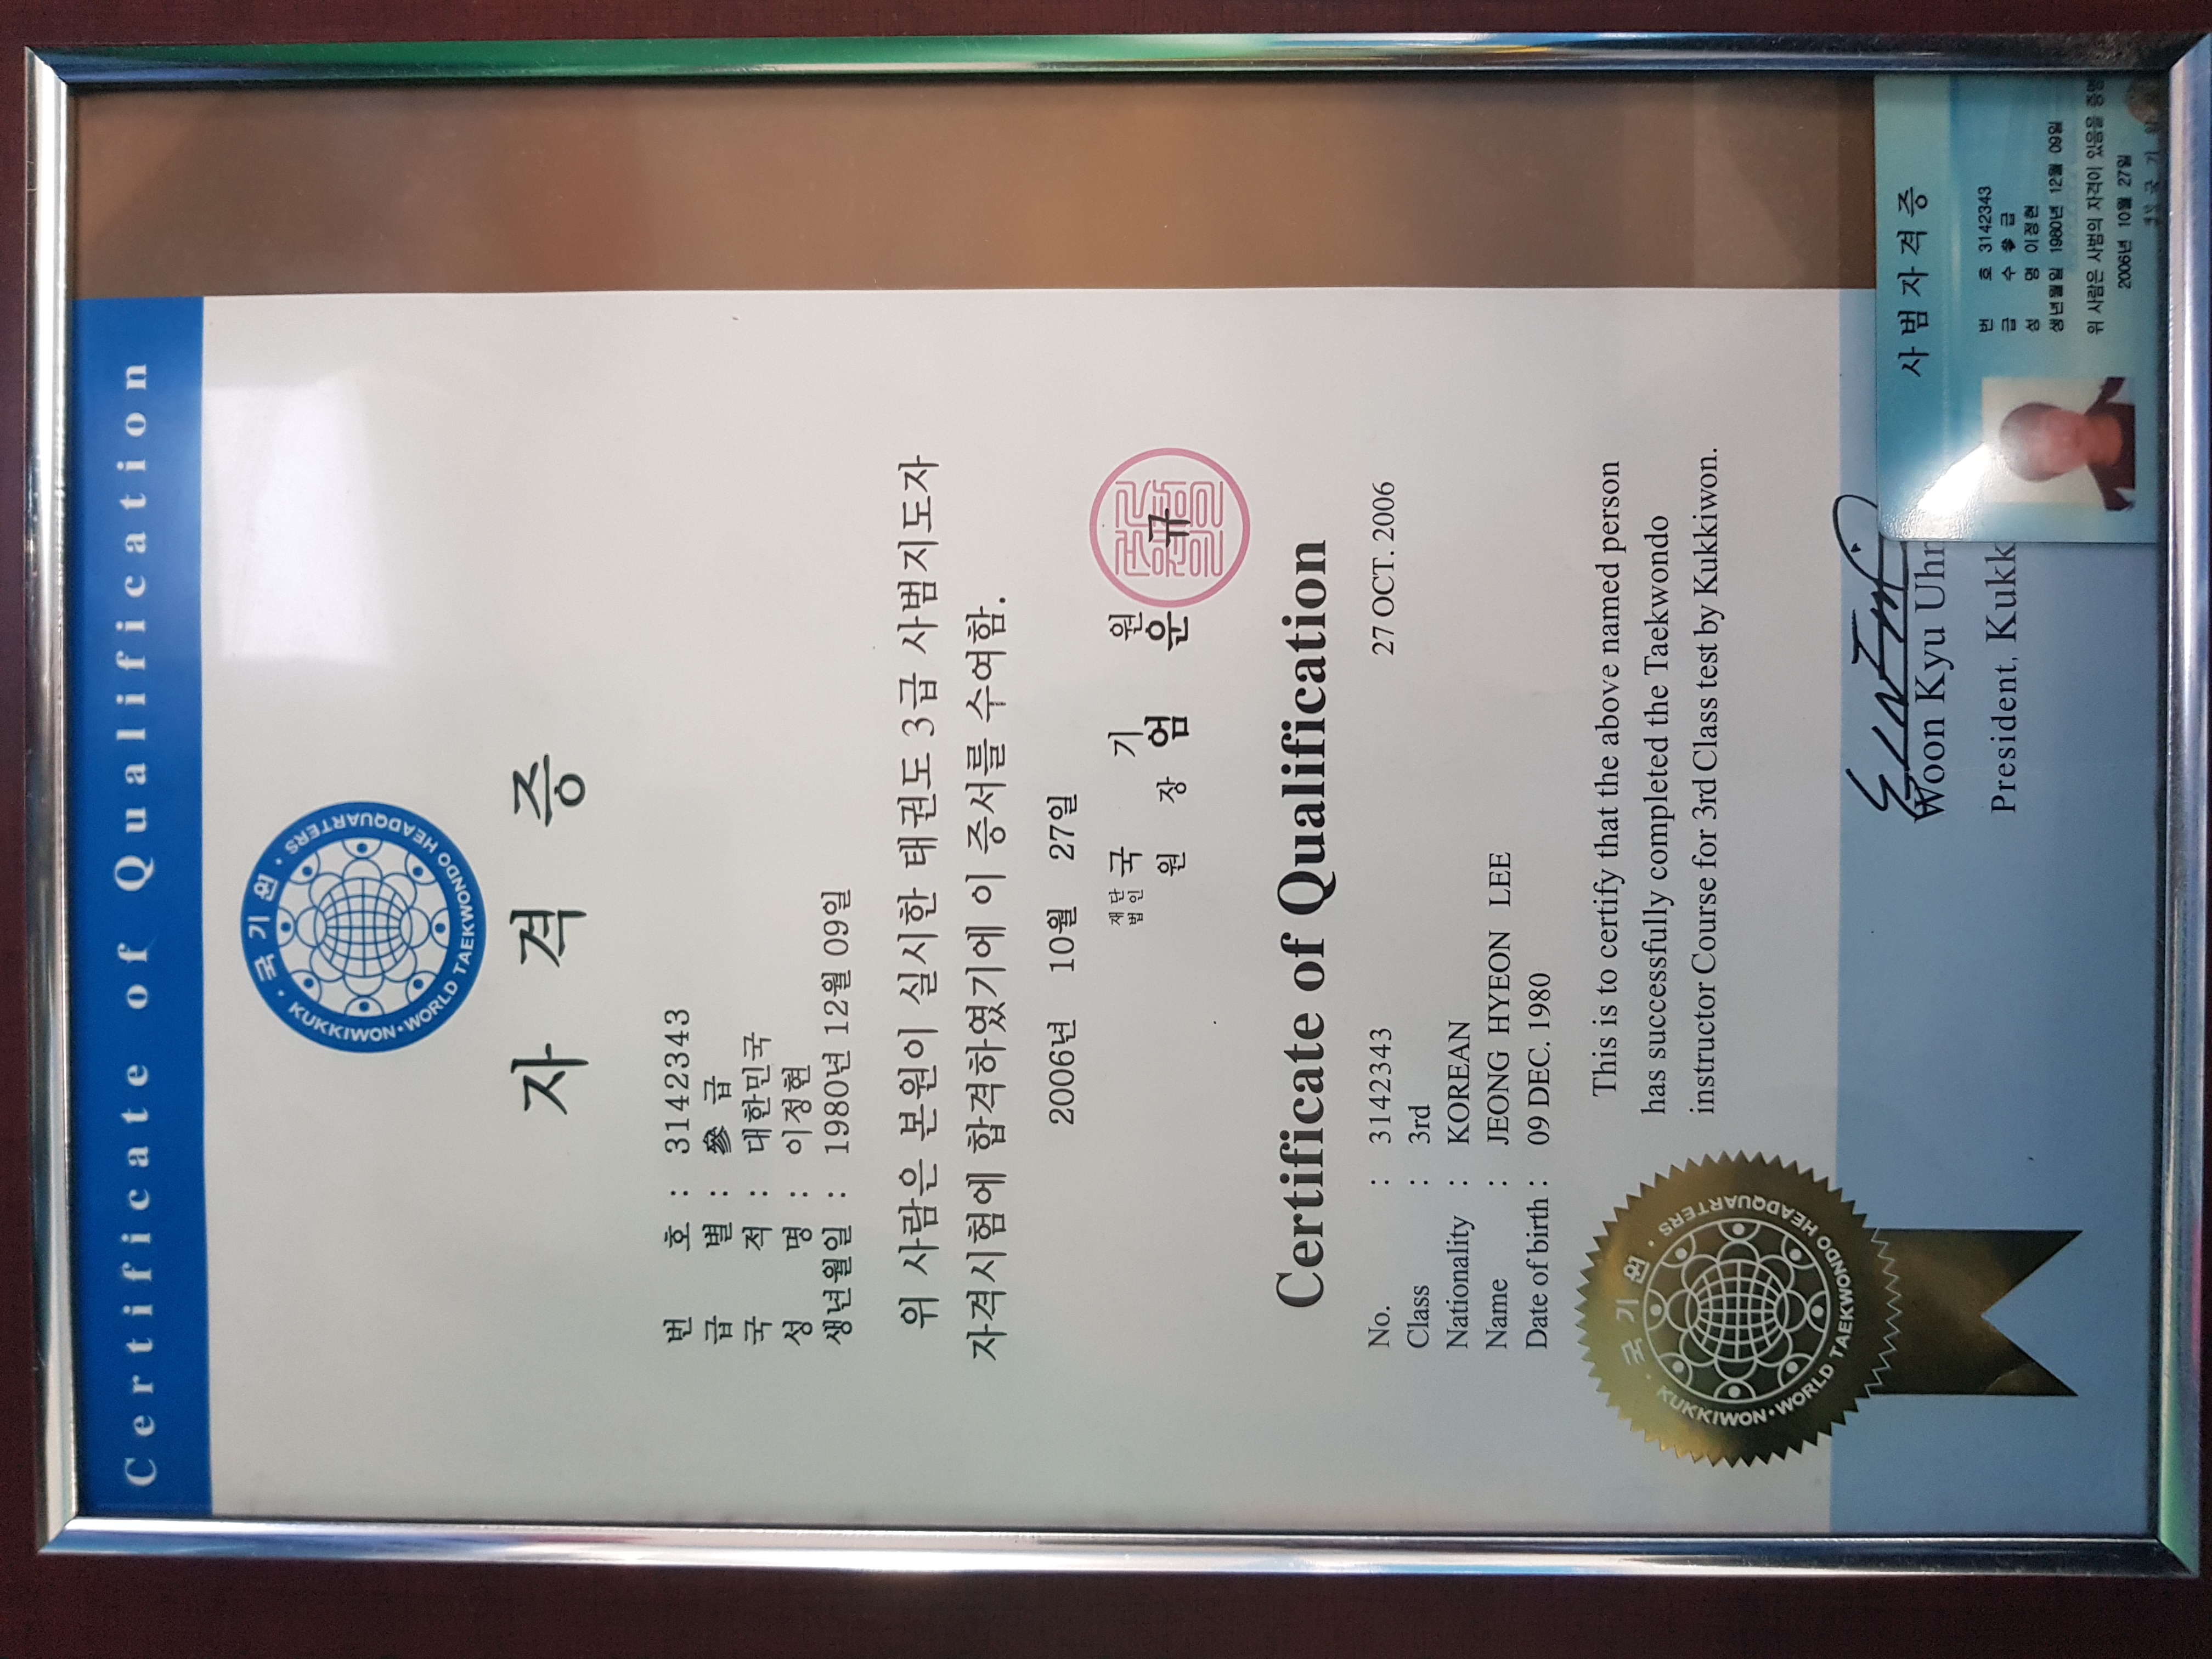 Certificate of Qualification
국기원
KUKKIWON • WORLD TAEKWONDO HEADQUARTERS
자격증
번 호 : 3142343
급 별 : 參 급
국 적 : 대한민국
성 명 : 이정현
생년월일 : 1980년 12월 09일
위 사람은 본원이 실시한 태권도 3급 사범지도자
자격시험에 합격하였기에 이 증서를 수여함.
2006년 10월 27일
재단법인 국기원
원장 엄운규
Certificate of Qualification
27 OCT. 2006
No. : 3142343
Class : 3rd
Nationality : KOREAN
Name : JEONG HYEON LEE
Date of birth : 09 DEC. 1980
This is to certify that the above named person
has successfully completed the Taekwondo
instructor Course for 3rd Class test by Kukkiwon.
국기원
KUKKIWON • WORLD TAEKWONDO HEADQUARTERS
Woon Kyu Uhm
President, Kukk
사범자격증
번 호 3142343
급 수 參 급
성 명 이정현
생년월일 1980년 12월 09일
위 사람은 사범의 자격이 있음을 증명
2006년 10월 27일
국기원